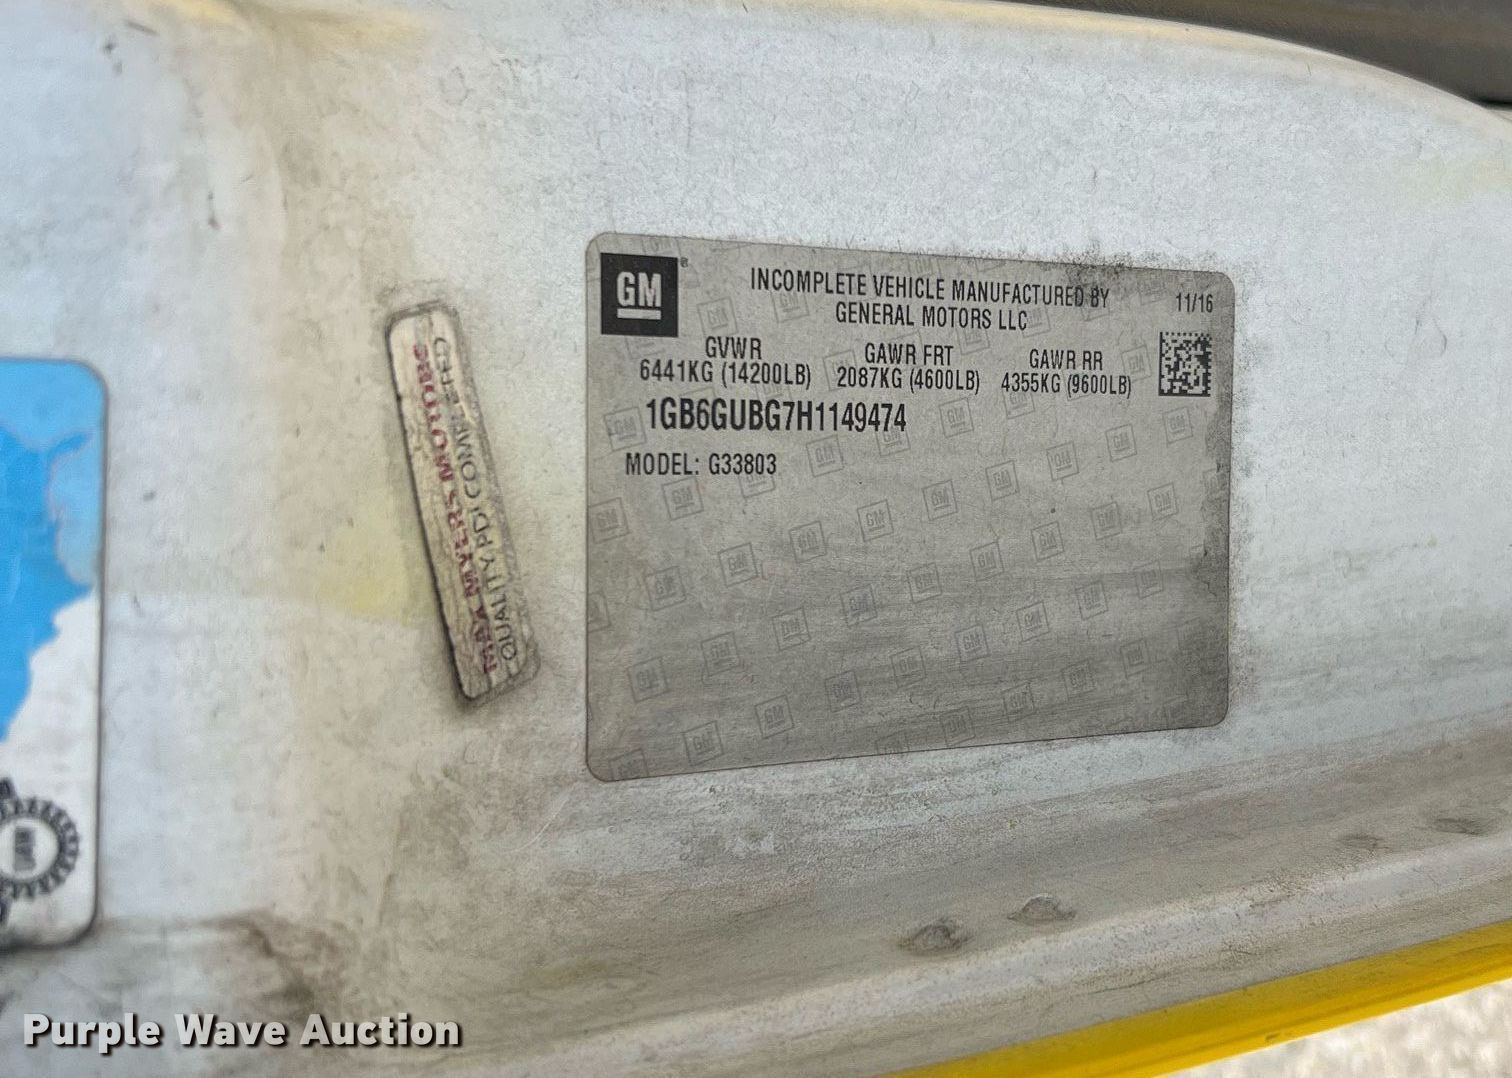 GM ®
INCOMPLETE VEHICLE MANUFACTURED BY
GENERAL MOTORS LLC
11/16
GVWR GAWR FRT GAWR RR
6441KG (14200LB) 2087KG (4600LB) 4355KG (9600LB)
1GB6GUBG7H1149474
MODEL: G33803
MAX MYERS MOTORS
QUALITY PDI COMPLETED
Purple Wave Auction